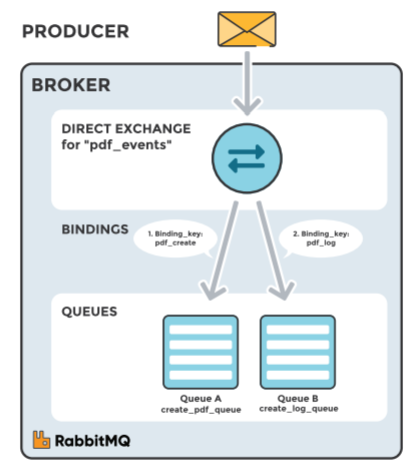 PRODUCER
BROKER
DIRECT EXCHANGE
for "pdf_events"
BINDINGS
1. Binding_key:
pdf_create
2. Binding_key:
pdf_log
QUEUES
Queue A
create_pdf_queue
Queue B
create_log_queue
RabbitMQ